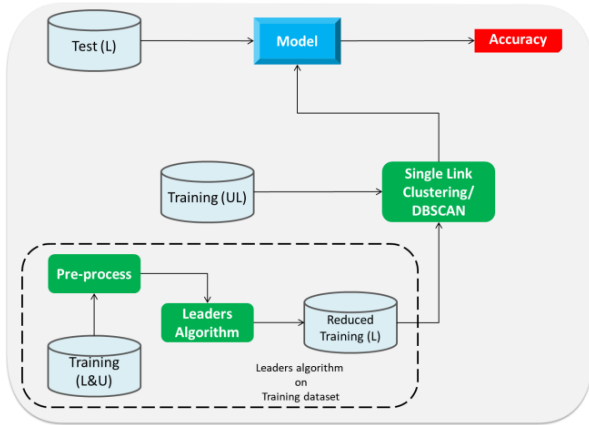 Test (L)
Model
Accuracy
Training (UL)
Single Link
Clustering/
DBSCAN
Pre-process
Leaders
Algorithm
Reduced
Training (L)
Training
(L&U)
Leaders algorithm
on
Training dataset